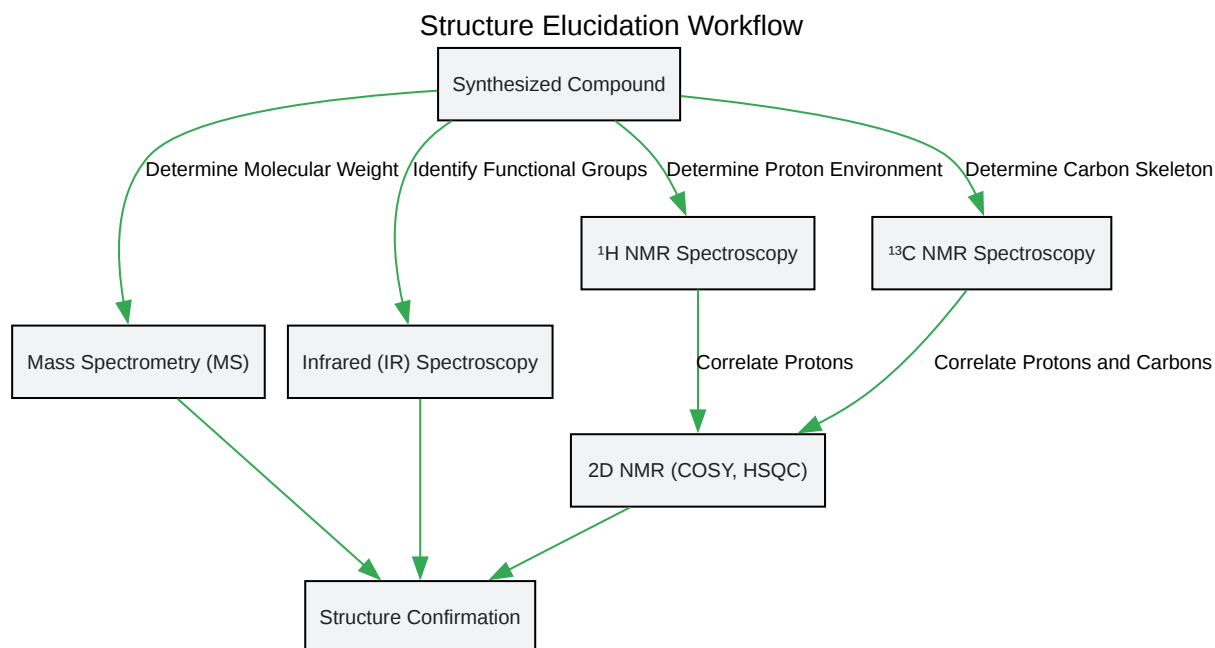 Structure Elucidation Workflow
Synthesized Compound
Determine Molecular Weight
Identify Functional Groups
Determine Proton Environment
Determine Carbon Skeleton
¹H NMR Spectroscopy
¹³C NMR Spectroscopy
Mass Spectrometry (MS)
Infrared (IR) Spectroscopy
Correlate Protons
Correlate Protons and Carbons
2D NMR (COSY, HSQC)
Structure Confirmation